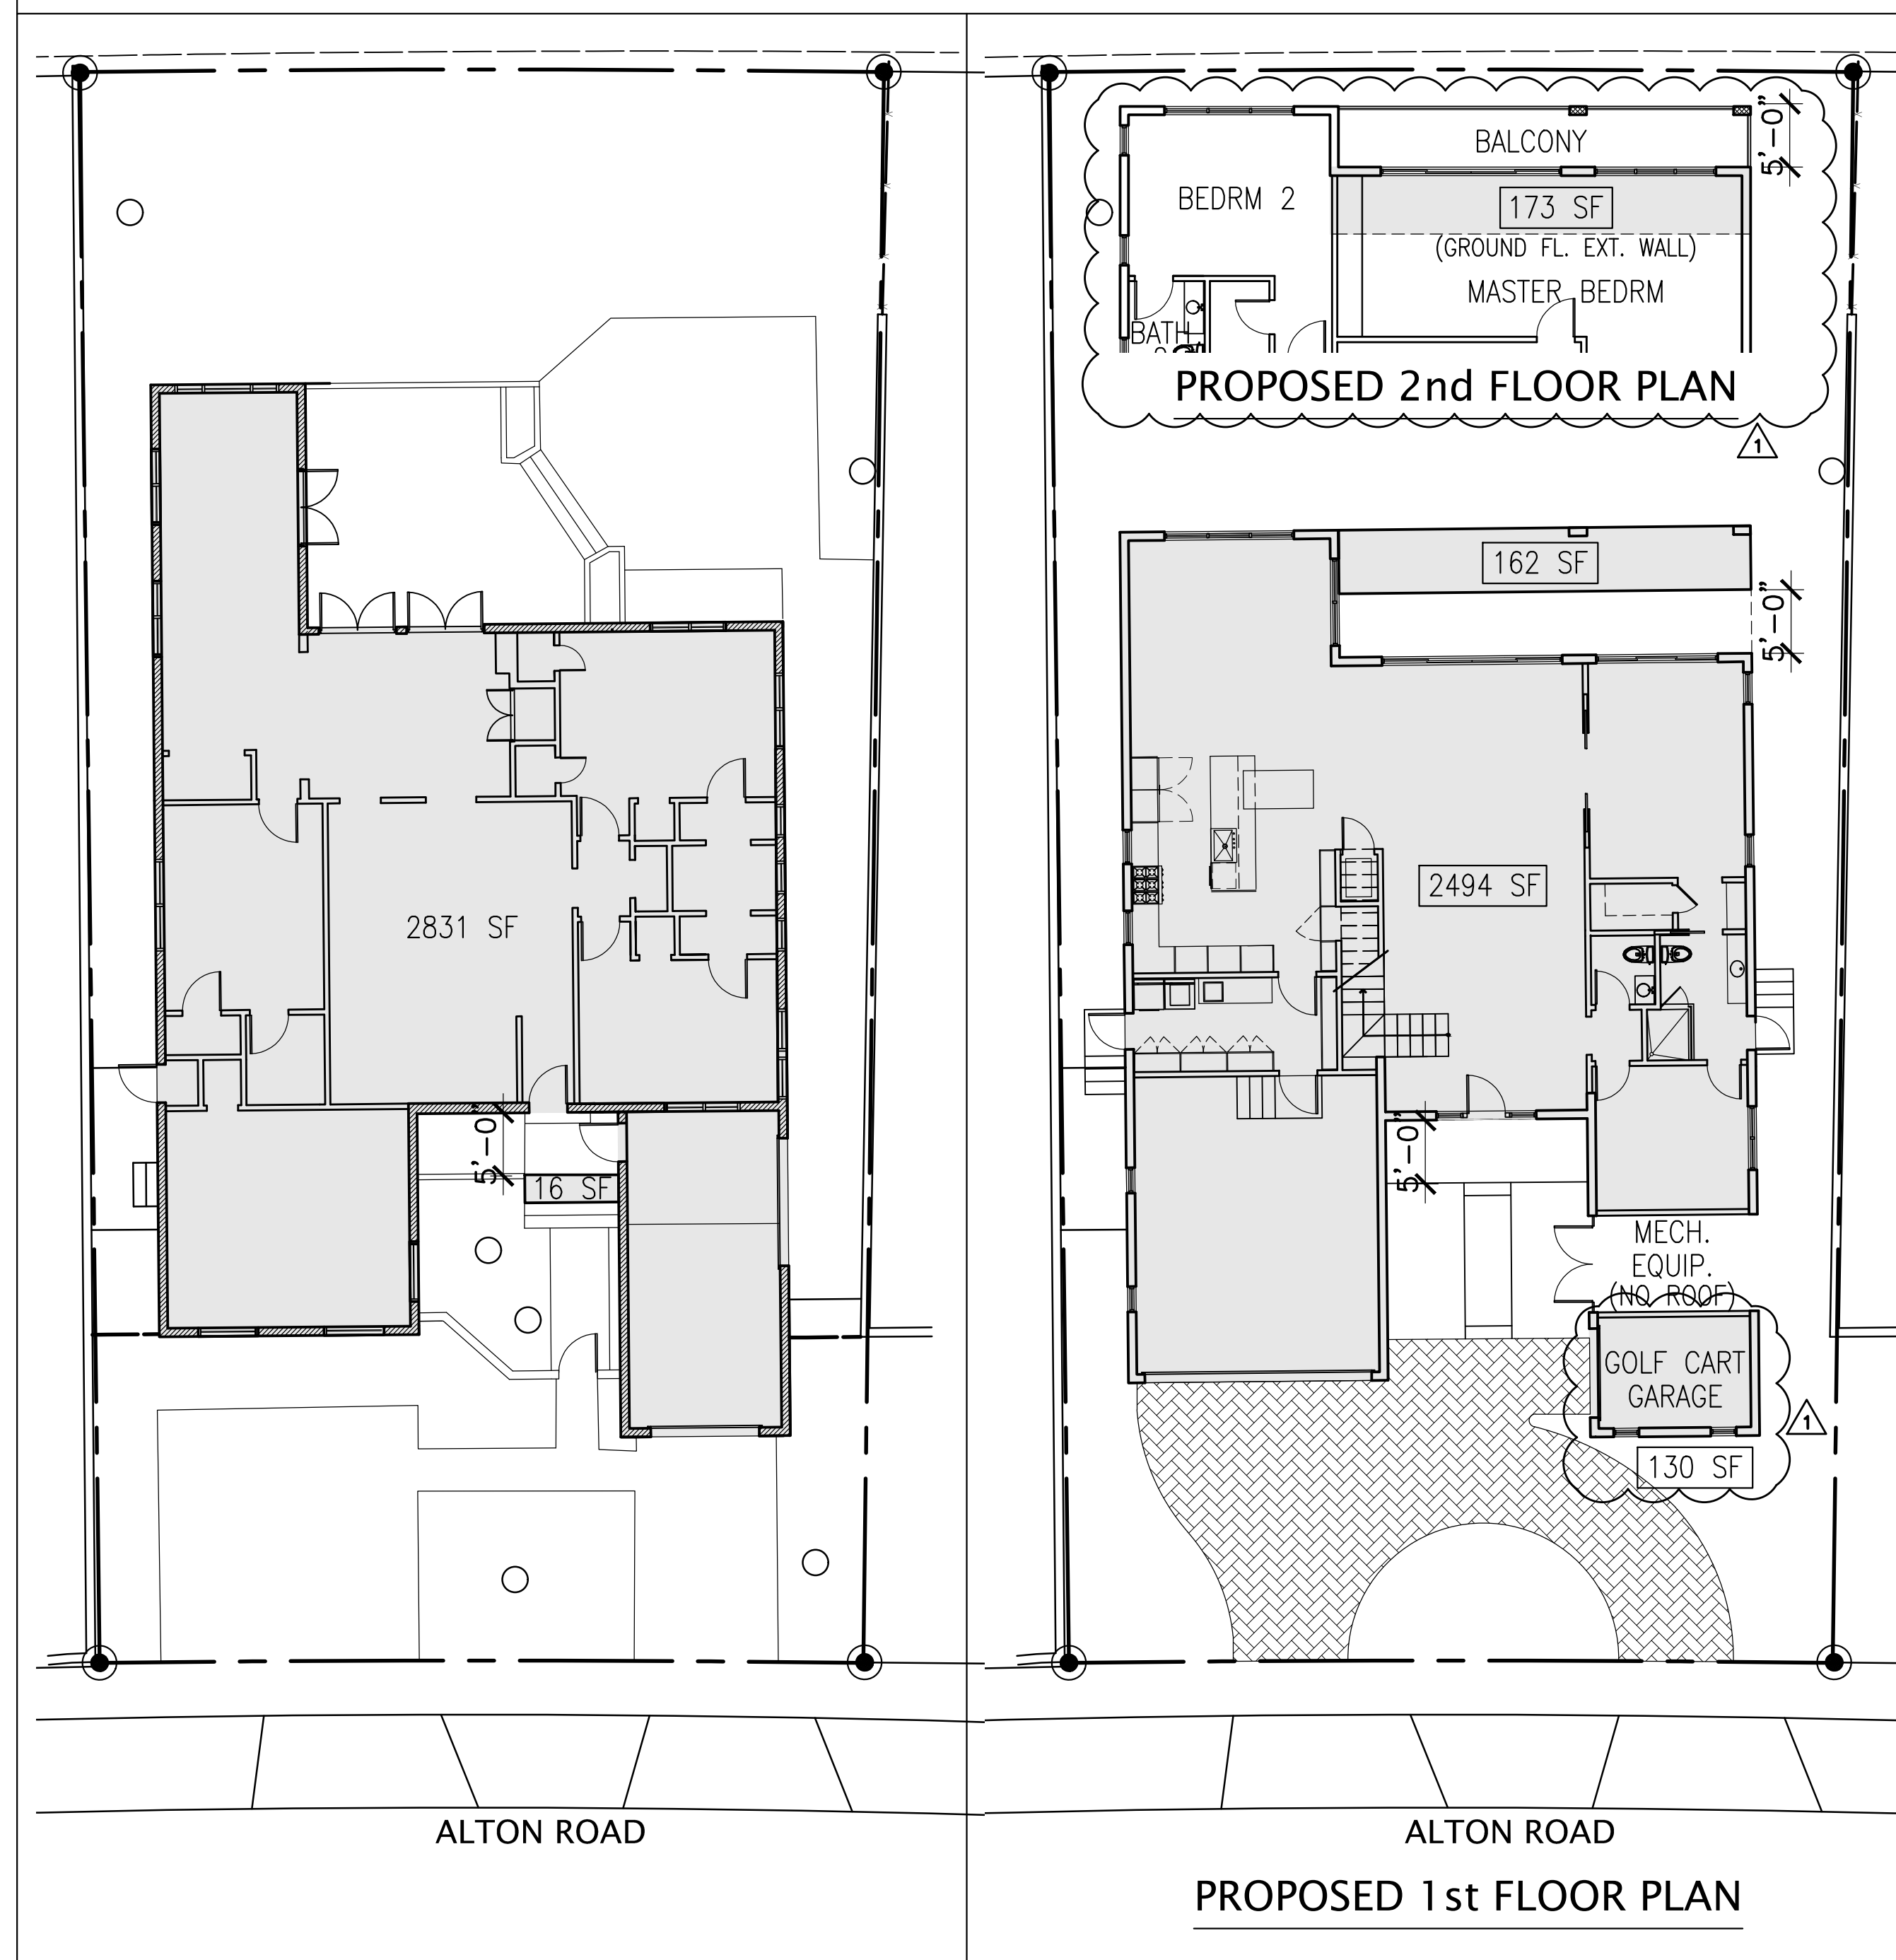 2831 SF
5'-0"
16 SF
ALTON ROAD
BALCONY
5'-0"
BEDRM 2
173 SF
(GROUND FL. EXT. WALL)
MASTER BEDRM
BATH
PROPOSED 2nd FLOOR PLAN
1
162 SF
5'-0"
2494 SF
5'-0"
MECH.
EQUIP.
(NO ROOF)
GOLF CART
GARAGE
1
130 SF
ALTON ROAD
PROPOSED 1st FLOOR PLAN